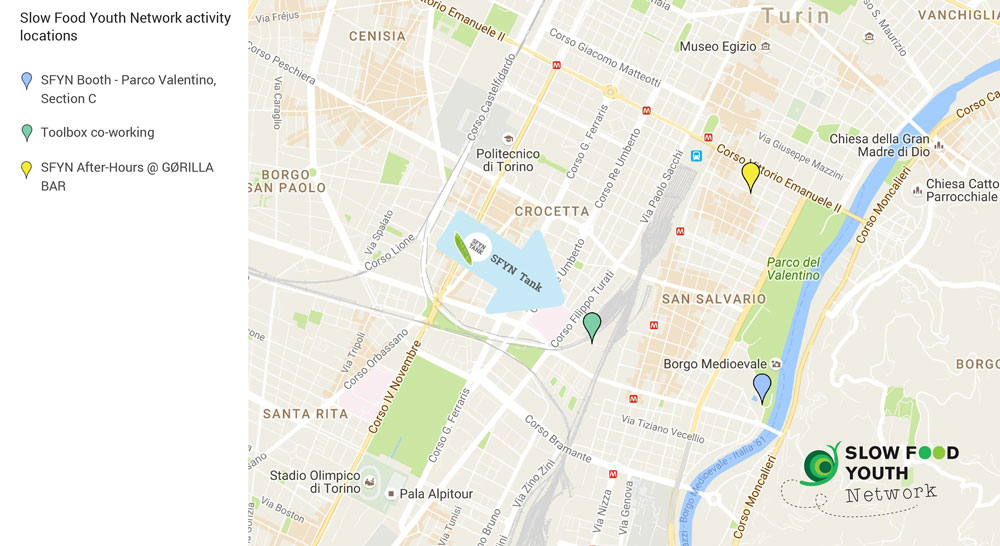 Slow Food Youth Network activity
locations
SFYN Booth - Parco Valentino,
Section C
Toolbox co-working
SFYN After-Hours @ GØRILLA
BAR
Via Fréjus
CENISIA
Corso Vittorio Emanuele II
Turin
VANCHIGLIA
Corso S. Maurizio
Museo Egizio
Corso Peschiera
Corso Castelfidardo
Corso Giacomo Matteotti
M
Via Caraglio
M
M
Corso Ca
Chiesa della Gran
Madre di Dio
Politecnico
di Torino
Corso G. Ferraris
Corso Re Umberto
Via Paolo Sacchi
Via Giuseppe Mazzini
Corso Vittorio Emanuele II
BORGO
SAN PAOLO
Chiesa Catto
Parrocchiale
CROCETTA
Corso Moncalieri
Via Spalato
Corso Lione
M
SFYN
TANK
SFYN Tank
Umberto
Parco del
Valentino
Corso Filippo Turati
SAN SALVARIO
Via Tripoli
Corso Orbassano
M
Corso IV Novembre
Borgo Medioevale
BORG
SANTA RITA
Corso G. Ferraris
M
Via Tiziano Vecellio
Corso Bramante
Borgo Medioevale - Italia '61
Stadio Olimpico
di Torino
Pala Alpitour
Via Zino Zini
M
Corso Moncalieri
Via Baltimora
Via Boston
Via Tunisi
Corso Bruno
Via Nizza
Via Genova
SLOW FOOD
YOUTH
Network